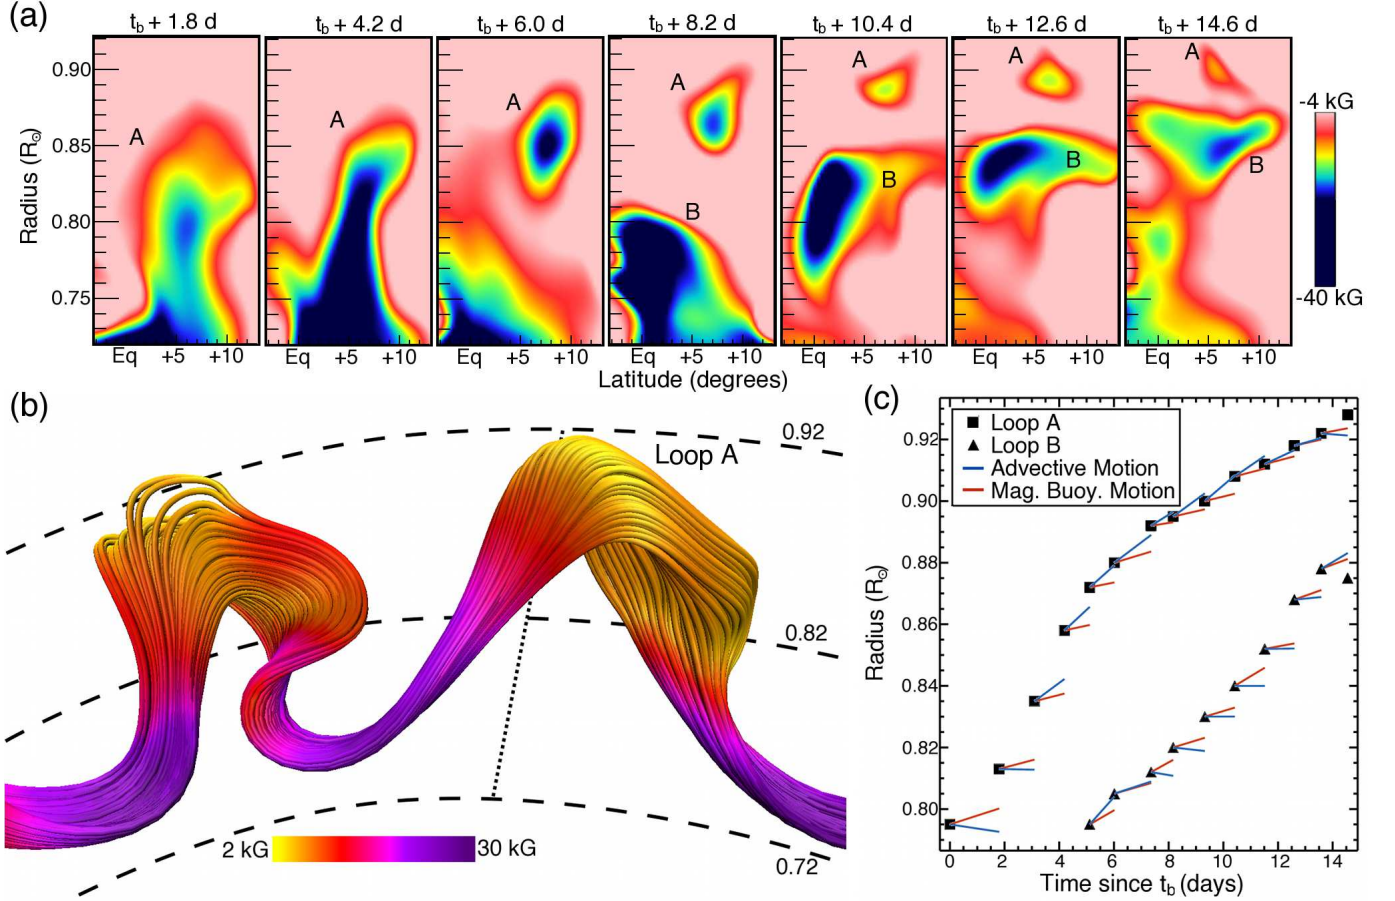 (a)
t_b + 1.8 d t_b + 4.2 d t_b + 6.0 d t_b + 8.2 d t_b + 10.4 d t_b + 12.6 d t_b + 14.6 d
0.90
0.85
0.80
0.75
Radius (R☉)
A
A
A
A
B
A
B
A
B
A
B
-4 kG
-40 kG
Eq +5 +10 Eq +5 +10 Eq +5 +10 Eq +5 +10 Eq +5 +10 Eq +5 +10 Eq +5 +10
Latitude (degrees)
(b)
0.92
Loop A
0.82
0.72
2 kG 30 kG
(c)
Loop A
Loop B
Advective Motion
Mag. Buoy. Motion
0.92
0.90
0.88
0.86
0.84
0.82
0.80
Radius (R☉)
0 2 4 6 8 10 12 14
Time since t_b (days)